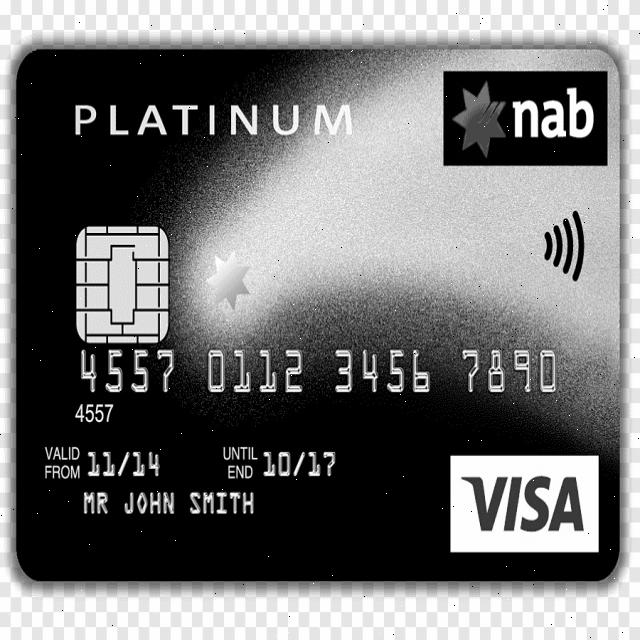 PLATINUM
nab
4557 0112 3456 7890
4557
VALID FROM 11/14 UNTIL END 10/17
MR JOHN SMITH
VISA